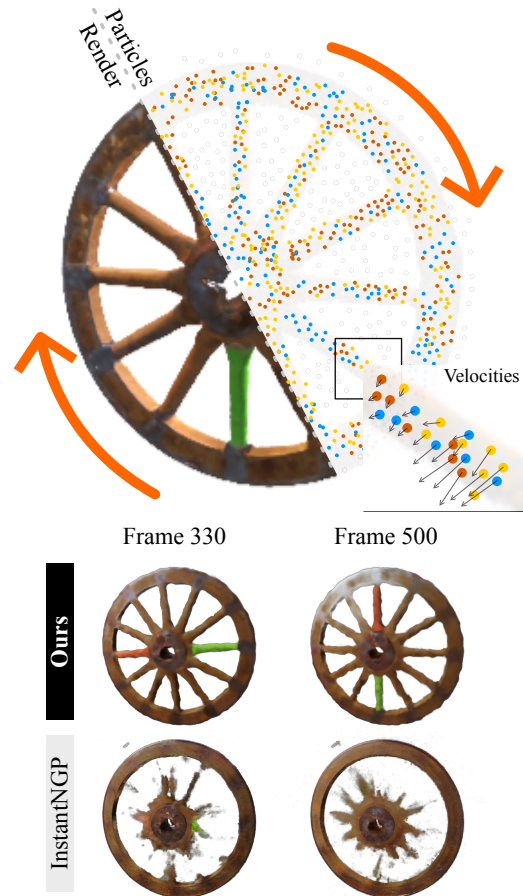 Particles
Render
Velocities
Frame 330
Frame 500
Ours
InstantNGP